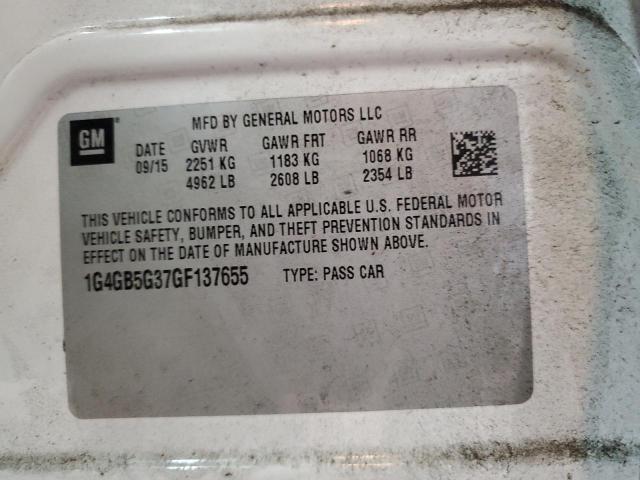 GM
MFD BY GENERAL MOTORS LLC
DATE GVWR GAWR FRT GAWR RR
09/15 2251 KG 1183 KG 1068 KG
4962 LB 2608 LB 2354 LB
THIS VEHICLE CONFORMS TO ALL APPLICABLE U.S. FEDERAL MOTOR
VEHICLE SAFETY, BUMPER, AND THEFT PREVENTION STANDARDS IN
EFFECT ON THE DATE OF MANUFACTURE SHOWN ABOVE.
1G4GB5G37GF137655 TYPE: PASS CAR